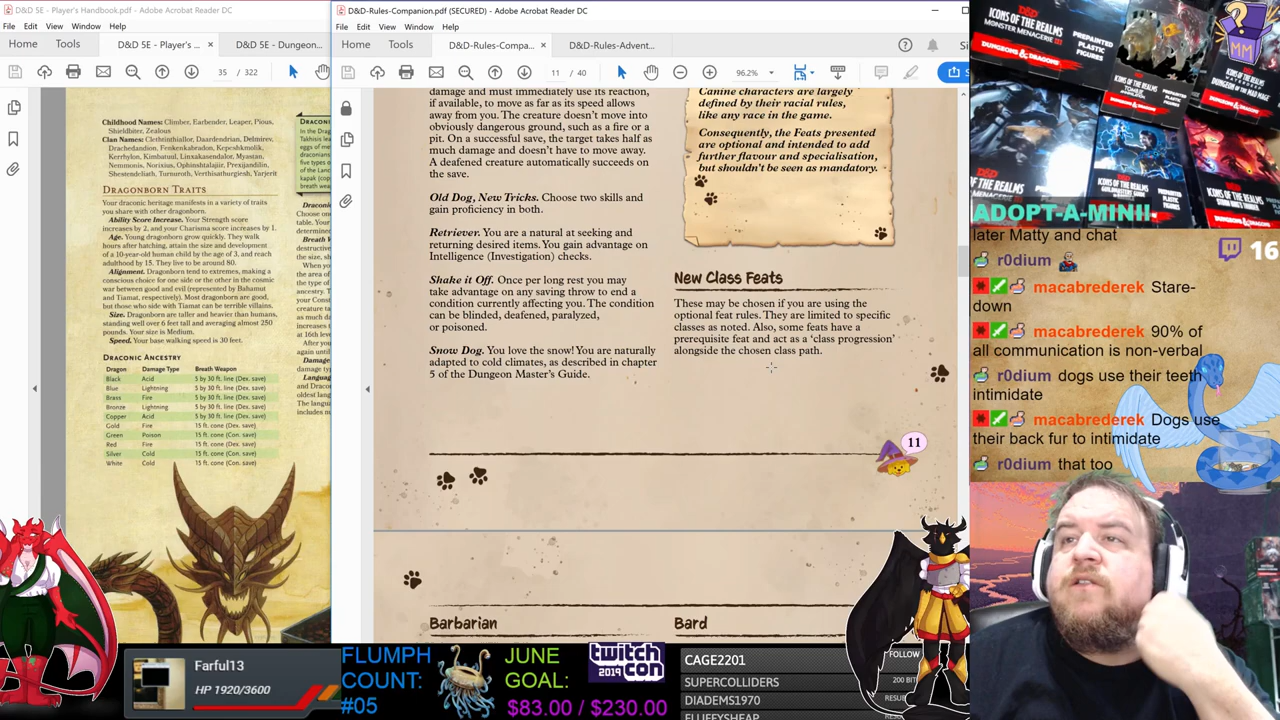 D&D 5E - Player's Handbook.pdf - Adobe Acrobat Reader DC
File Edit View Window Help
Home Tools D&D 5E - Player's ... × D&D 5E - Dungeon...
35 / 322
Childhood Names: Climber, Earbender, Leaper, Pious,
Shieldbiter, Zealous
Clan Names: Clethtinthiallor, Daardendrian, Delmirev,
Drachedandion, Fenkenkabradon, Kepeshkmolik,
Kerrhylon, Kimbatuul, Linxakasendalor, Myastan,
Nemmonis, Norixius, Ophinshtalajiir, Prexijandilin,
Shestendeliath, Turnuroth, Verthisathurgiesh, Yarjerit
Dragonborn Traits
Your draconic heritage manifests in a variety of traits
you share with other dragonborn.
Ability Score Increase. Your Strength score
increases by 2, and your Charisma score increases by 1.
Age. Young dragonborn grow quickly. They walk
hours after hatching, attain the size and development
of a 10-year-old human child by the age of 3, and reach
adulthood by 15. They live to be around 80.
Alignment. Dragonborn tend to extremes, making a
conscious choice for one side or the other in the cosmic
war between good and evil (represented by Bahamut
and Tiamat, respectively). Most dragonborn are good,
but those who side with Tiamat can be terrible villains.
Size. Dragonborn are taller and heavier than humans,
standing well over 6 feet tall and averaging almost 250
pounds. Your size is Medium.
Speed. Your base walking speed is 30 feet.
Draconic Ancestry
Dragon Damage Type Breath Weapon
Black Acid 5 by 30 ft. line (Dex. save)
Blue Lightning 5 by 30 ft. line (Dex. save)
Brass Fire 5 by 30 ft. line (Dex. save)
Bronze Lightning 5 by 30 ft. line (Dex. save)
Copper Acid 5 by 30 ft. line (Dex. save)
Gold Fire 15 ft. cone (Dex. save)
Green Poison 15 ft. cone (Con. save)
Red Fire 15 ft. cone (Dex. save)
Silver Cold 15 ft. cone (Con. save)
White Cold 15 ft. cone (Con. save)
D&D-Rules-Companion.pdf (SECURED) - Adobe Acrobat Reader DC
File Edit View Window Help
Home Tools D&D-Rules-Compa... × D&D-Rules-Advent...
11 / 40
96.2%
damage and must immediately use its reaction,
if available, to move as far as its speed allows
away from you. The creature doesn't move into
obviously dangerous ground, such as a fire or a
pit. On a successful save, the target takes half as
much damage and doesn't have to move away.
A deafened creature automatically succeeds on
the save.
Old Dog, New Tricks. Choose two skills and
gain proficiency in both.
Retriever. You are a natural at seeking and
returning desired items. You gain advantage on
Intelligence (Investigation) checks.
Shake it Off. Once per long rest you may
take advantage on any saving throw to end a
condition currently affecting you. The condition
can be blinded, deafened, paralyzed,
or poisoned.
Snow Dog. You love the snow! You are naturally
adapted to cold climates, as described in chapter
5 of the Dungeon Master's Guide.
Canine characters are largely
defined by their racial rules,
like any race in the game.
Consequently, the Feats presented
are optional and intended to add
further flavour and specialisation,
but shouldn't be seen as mandatory.
New Class Feats
These may be chosen if you are using the
optional feat rules. They are limited to specific
classes as noted. Also, some feats have a
prerequisite feat and act as a 'class progression'
alongside the chosen class path.
11
Barbarian
Bard
ADOPT-A-MINI!
later Matty and chat
16
r0dium
macabrederek Stare-
down
macabrederek 90% of
all communication is non-verbal
r0dium dogs use their teeth
intimidate
macabrederek Dogs use
their back fur to intimidate
r0dium that too
Farful13
HP 1920/3600
FLUMPH
COUNT:
#05
JUNE
GOAL:
twitch
con
2019
$83.00 / $230.00
CAGE2201
FOLLOW
SUPERCOLLIDERS
200 BIT
DIADEMS1970
RESU
FLUFFYSHEAP